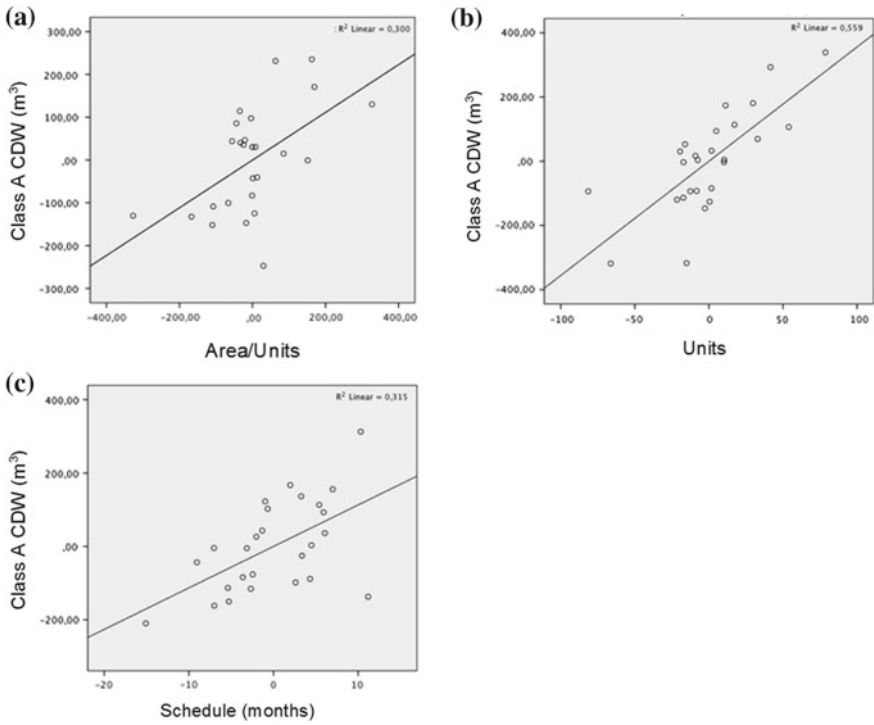 (a)
: R² Linear = 0,300
300,00
200,00
100,00
,00
-100,00
-200,00
-300,00
Class A CDW (m³)
-400,00 -200,00 ,00 200,00 400,00
Area/Units
(b)
R² Linear = 0,559
400,00
200,00
,00
-200,00
-400,00
Class A CDW (m³)
-100 -50 0 50 100
Units
(c)
R² Linear = 0,315
400,00
200,00
,00
-200,00
Class A CDW (m³)
-20 -10 0 10
Schedule (months)